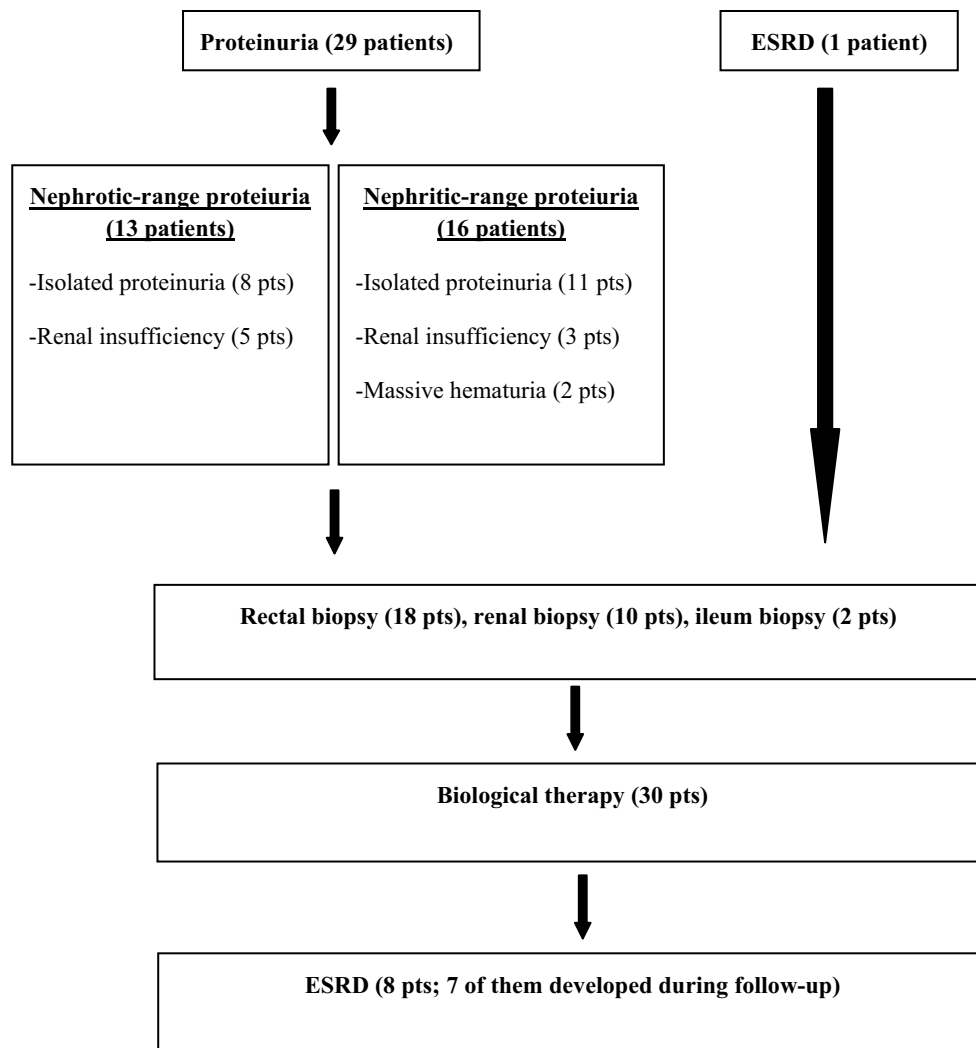 Proteinuria (29 patients)
ESRD (1 patient)
Nephrotic-range proteiuria
(13 patients)
-Isolated proteinuria (8 pts)
-Renal insufficiency (5 pts)
Nephritic-range proteiuria
(16 patients)
-Isolated proteinuria (11 pts)
-Renal insufficiency (3 pts)
-Massive hematuria (2 pts)
Rectal biopsy (18 pts), renal biopsy (10 pts), ileum biopsy (2 pts)
Biological therapy (30 pts)
ESRD (8 pts; 7 of them developed during follow-up)